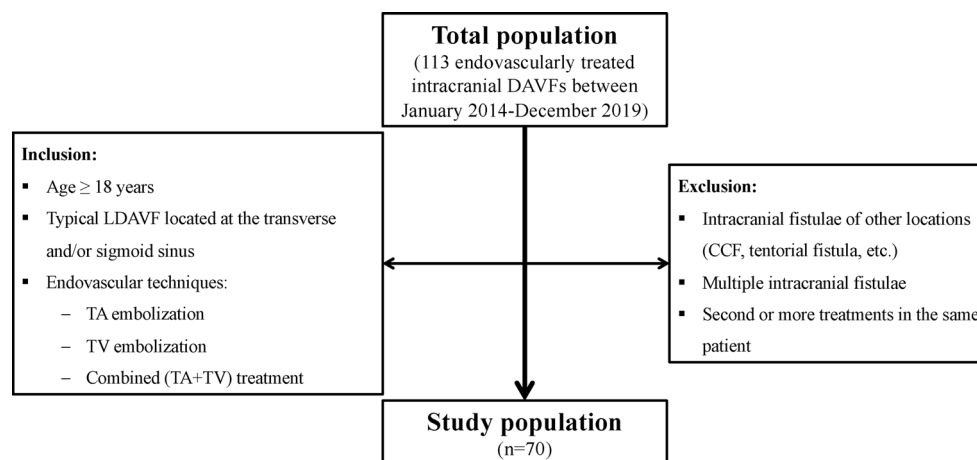 Total population
(113 endovascularly treated
intracranial DAVFs between
January 2014-December 2019)
Inclusion:
▪ Age ≥ 18 years
▪ Typical LDAVF located at the transverse
and/or sigmoid sinus
▪ Endovascular techniques:
– TA embolization
– TV embolization
– Combined (TA+TV) treatment
Exclusion:
▪ Intracranial fistulae of other locations
(CCF, tentorial fistula, etc.)
▪ Multiple intracranial fistulae
▪ Second or more treatments in the same
patient
Study population
(n=70)